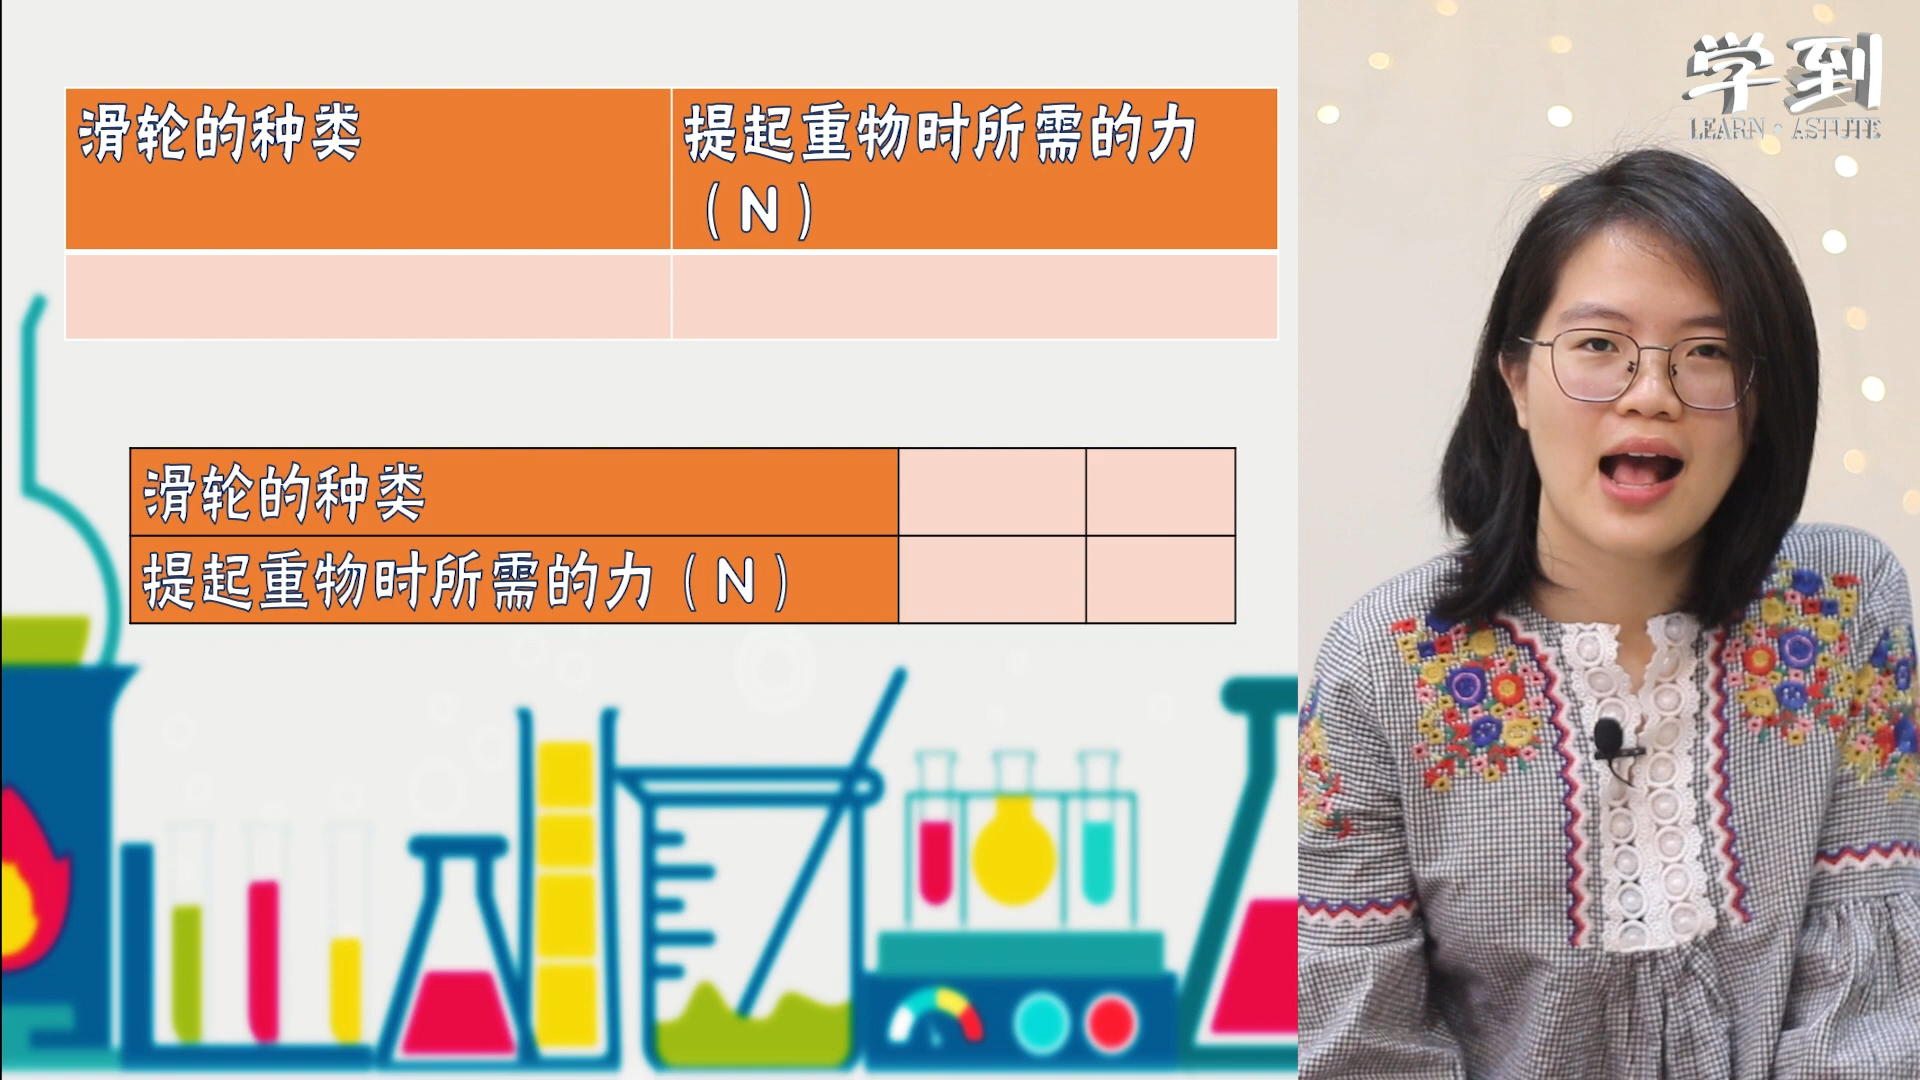 滑轮的种类
提起重物时所需的力
（N）
滑轮的种类
提起重物时所需的力（N）
学到
LEARN ASTUTE